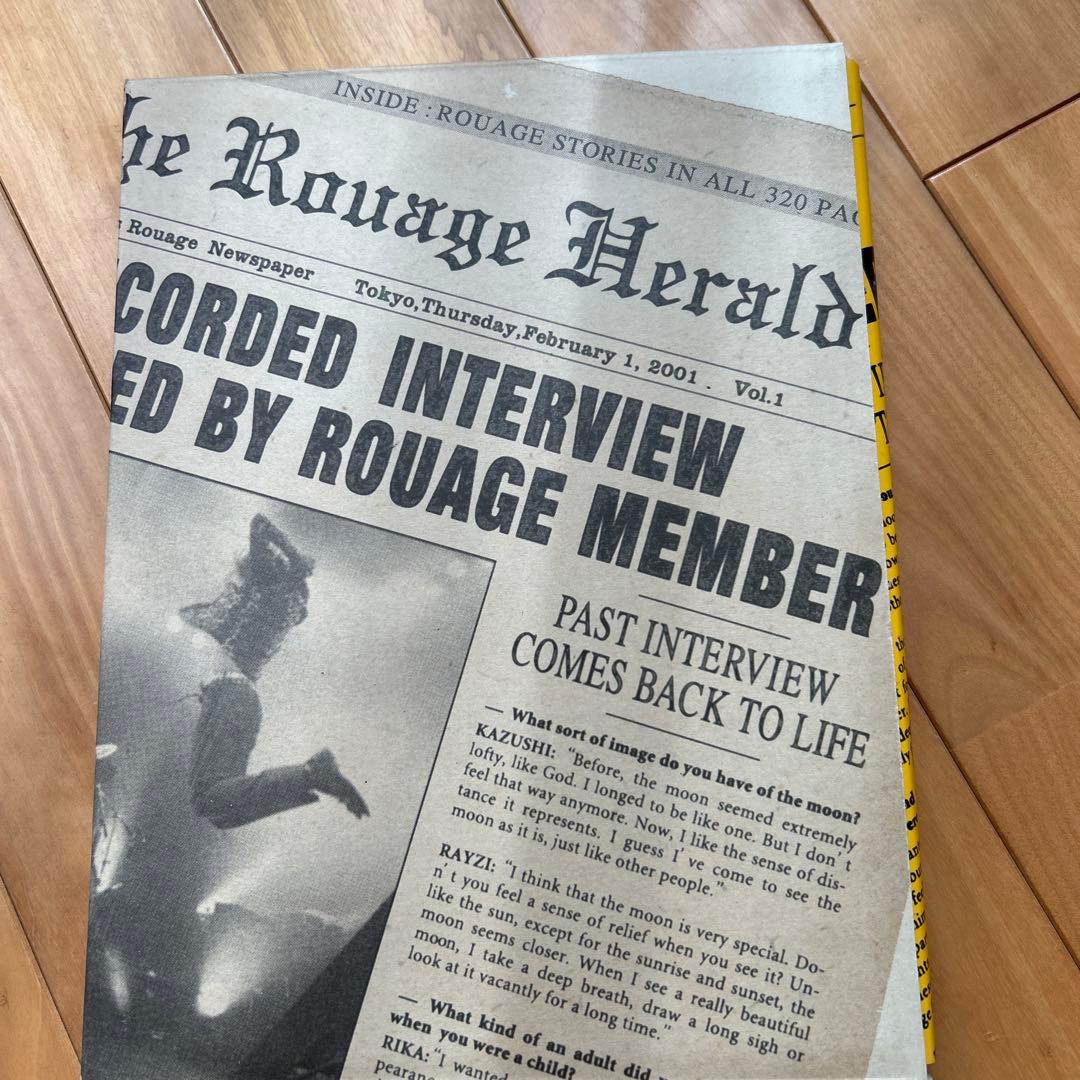 INSIDE : ROUAGE STORIES IN ALL 320 PAG
he Rouage Herald
Rouage Newspaper Tokyo,Thursday,February 1, 2001 . Vol.1
CORDED INTERVIEW
ED BY ROUAGE MEMBER
PAST INTERVIEW
COMES BACK TO LIFE
— What sort of image do you have of the moon?
KAZUSHI: "Before, the moon seemed extremely
lofty, like God. I longed to be like one. But I don't
feel that way anymore. Now, I like the sense of dis-
tance it represents. I guess I've come to see the
moon as it is, just like other people."
RAYZI: "I think that the moon is very special. Do-
n't you feel a sense of relief when you see it? Un-
like the sun, except for the sunrise and sunset, the
moon seems closer. When I see a really beautiful
moon, I take a deep breath, draw a long sigh or
look at it vacantly for a long time."
— What kind of an adult did
when you were a child?
RIKA: "I wanted
pearanc